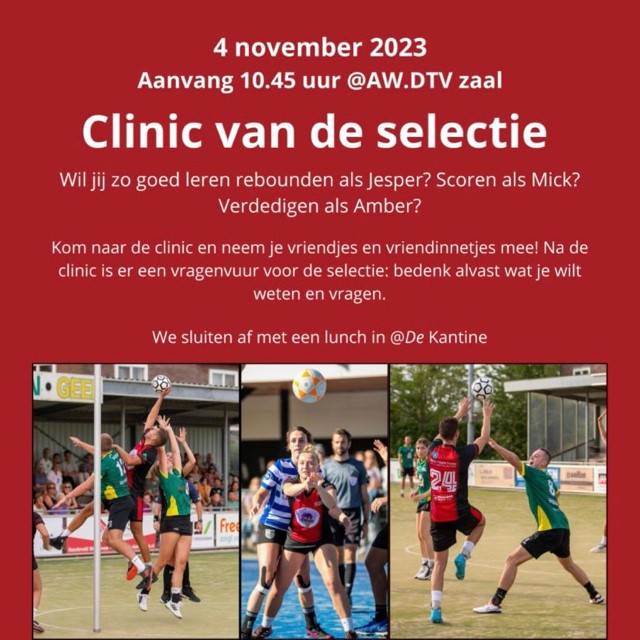 4 november 2023
Aanvang 10.45 uur @AW.DTV zaal
Clinic van de selectie
Wil jij zo goed leren rebounden als Jesper? Scoren als Mick?
Verdedigen als Amber?
Kom naar de clinic en neem je vriendjes en vriendinnetjes mee! Na de
clinic is er een vragenvuur voor de selectie: bedenk alvast wat je wilt
weten en vragen.
We sluiten af met een lunch in @De Kantine
N·GEE
free
24